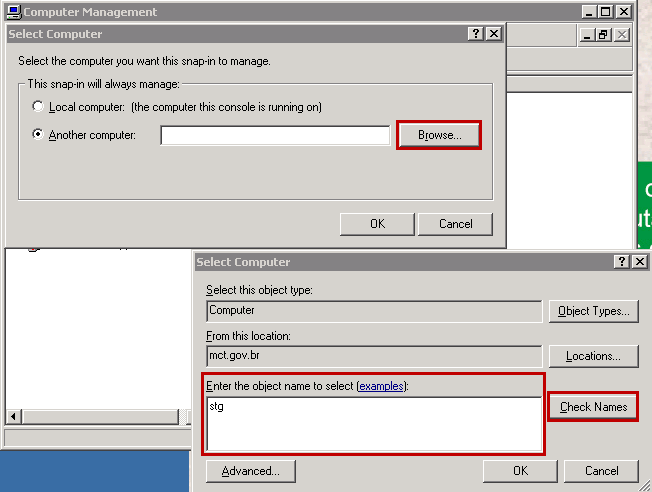 Computer Management
Select Computer
Select the computer you want this snap-in to manage.
This snap-in will always manage:
Local computer: (the computer this console is running on)
Another computer:
Browse...
OK
Cancel
Select Computer
Select this object type:
Computer
Object Types...
From this location:
mct.gov.br
Locations...
Enter the object name to select (examples):
stg
Check Names
Advanced...
OK
Cancel